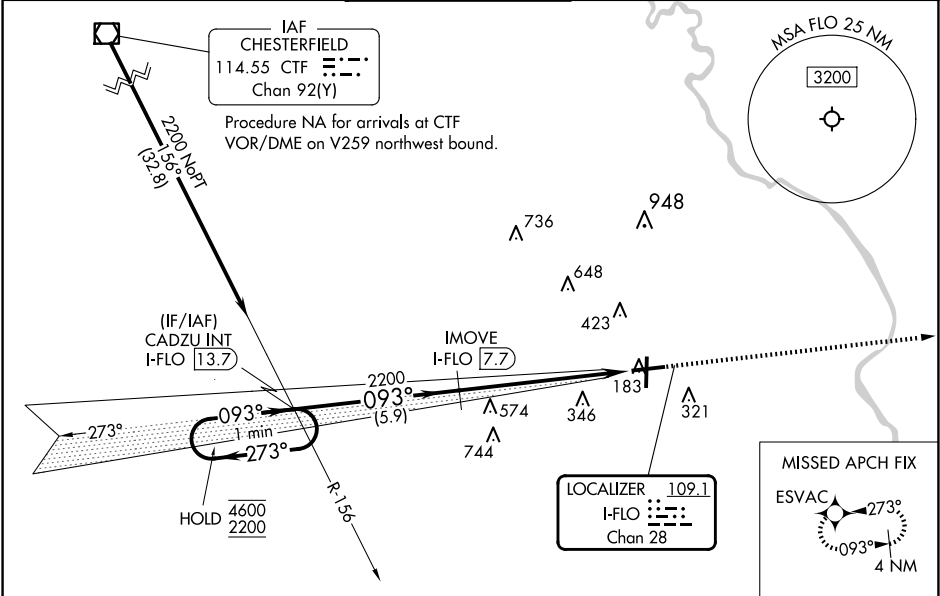 IAF
CHESTERFIELD
114.55 CTF
Chan 92(Y)
Procedure NA for arrivals at CTF
VOR/DME on V259 northwest bound.
MSA FLO 25 NM
3200
2200 NoPT
156°
(32.8)
948
736
648
423
(IF/IAF)
CADZU INT
I-FLO 13.7
IMOVE
I-FLO 7.7
2200
093°
(5.9)
093°
1 min
273°
273°
183
574
346
321
744
HOLD 4600
2200
R-156
LOCALIZER 109.1
I-FLO
Chan 28
MISSED APCH FIX
ESVAC
273°
093°
4 NM